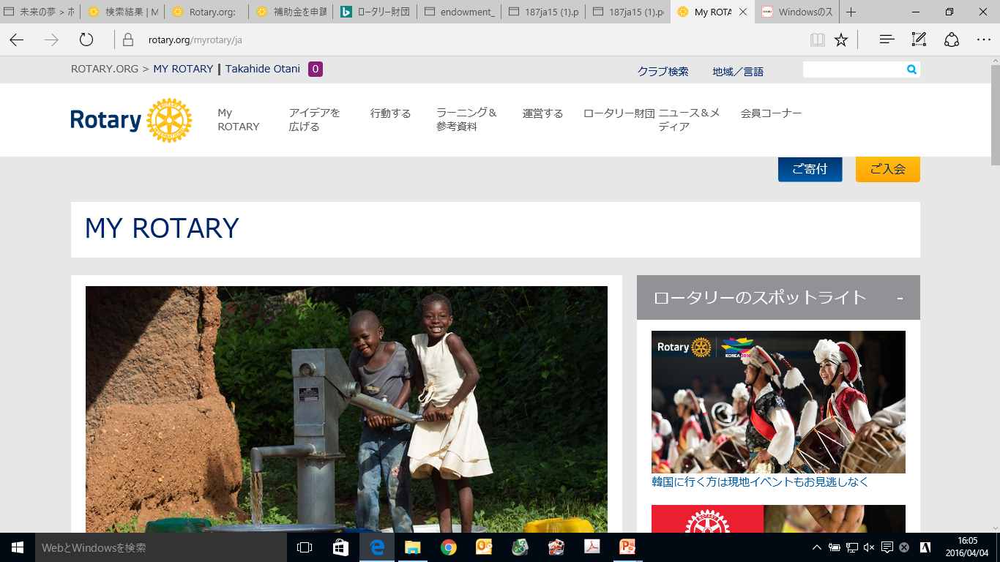 未来の夢 > ホ
検索結果 | M
Rotary.org:
補助金を申請
ロータリー財団
endowment_
187ja15 (1).p
187ja15 (1).p
My ROTA
Windowsのス
rotary.org/myrotary/ja
ROTARY.ORG > MY ROTARY | Takahide Otani 0
クラブ検索
地域／言語
Rotary
My ROTARY
アイデアを広げる
行動する
ラーニング＆参考資料
運営する
ロータリー財団
ニュース＆メディア
会員コーナー
ご寄付
ご入会
MY ROTARY
ロータリーのスポットライト -
Rotary
KOREA 2016
韓国に行く方は現地イベントもお見逃しなく
WebとWindowsを検索
A
16:05
2016/04/04